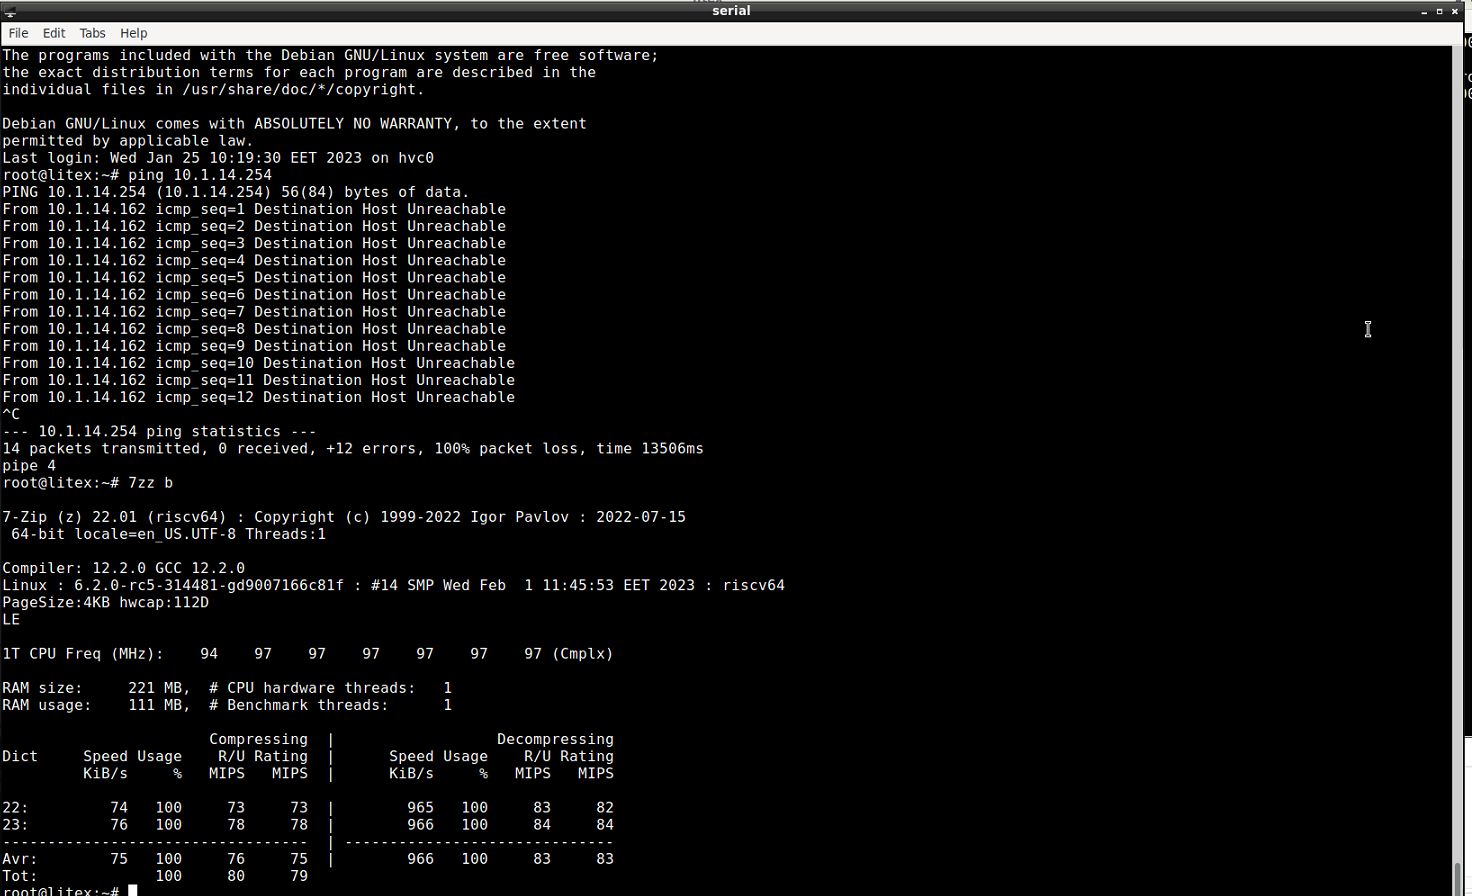 serial
File Edit Tabs Help
The programs included with the Debian GNU/Linux system are free software;
the exact distribution terms for each program are described in the
individual files in /usr/share/doc/*/copyright.
Debian GNU/Linux comes with ABSOLUTELY NO WARRANTY, to the extent
permitted by applicable law.
Last login: Wed Jan 25 10:19:30 EET 2023 on hvc0
root@litex:~# ping 10.1.14.254
PING 10.1.14.254 (10.1.14.254) 56(84) bytes of data.
From 10.1.14.162 icmp_seq=1 Destination Host Unreachable
From 10.1.14.162 icmp_seq=2 Destination Host Unreachable
From 10.1.14.162 icmp_seq=3 Destination Host Unreachable
From 10.1.14.162 icmp_seq=4 Destination Host Unreachable
From 10.1.14.162 icmp_seq=5 Destination Host Unreachable
From 10.1.14.162 icmp_seq=6 Destination Host Unreachable
From 10.1.14.162 icmp_seq=7 Destination Host Unreachable
From 10.1.14.162 icmp_seq=8 Destination Host Unreachable
From 10.1.14.162 icmp_seq=9 Destination Host Unreachable
From 10.1.14.162 icmp_seq=10 Destination Host Unreachable
From 10.1.14.162 icmp_seq=11 Destination Host Unreachable
From 10.1.14.162 icmp_seq=12 Destination Host Unreachable
^C
--- 10.1.14.254 ping statistics ---
14 packets transmitted, 0 received, +12 errors, 100% packet loss, time 13506ms
pipe 4
root@litex:~# 7zz b
7-Zip (z) 22.01 (riscv64) : Copyright (c) 1999-2022 Igor Pavlov : 2022-07-15
 64-bit locale=en_US.UTF-8 Threads:1
Compiler: 12.2.0 GCC 12.2.0
Linux : 6.2.0-rc5-314481-gd9007166c81f : #14 SMP Wed Feb  1 11:45:53 EET 2023 : riscv64
PageSize:4KB hwcap:112D
LE
1T CPU Freq (MHz):    94    97    97    97    97    97    97 (Cmplx)
RAM size:     221 MB,  # CPU hardware threads:   1
RAM usage:    111 MB,  # Benchmark threads:      1
                       Compressing  |                  Decompressing
Dict     Speed Usage    R/U Rating  |      Speed Usage    R/U Rating
         KiB/s     %   MIPS   MIPS  |      KiB/s     %   MIPS   MIPS
22:         74   100     73     73  |        965   100     83     82
23:         76   100     78     78  |        966   100     84     84
----------------------------------  | ------------------------------
Avr:        75   100     76     75  |        966   100     83     83
Tot:             100     80     79
root@litex:~#